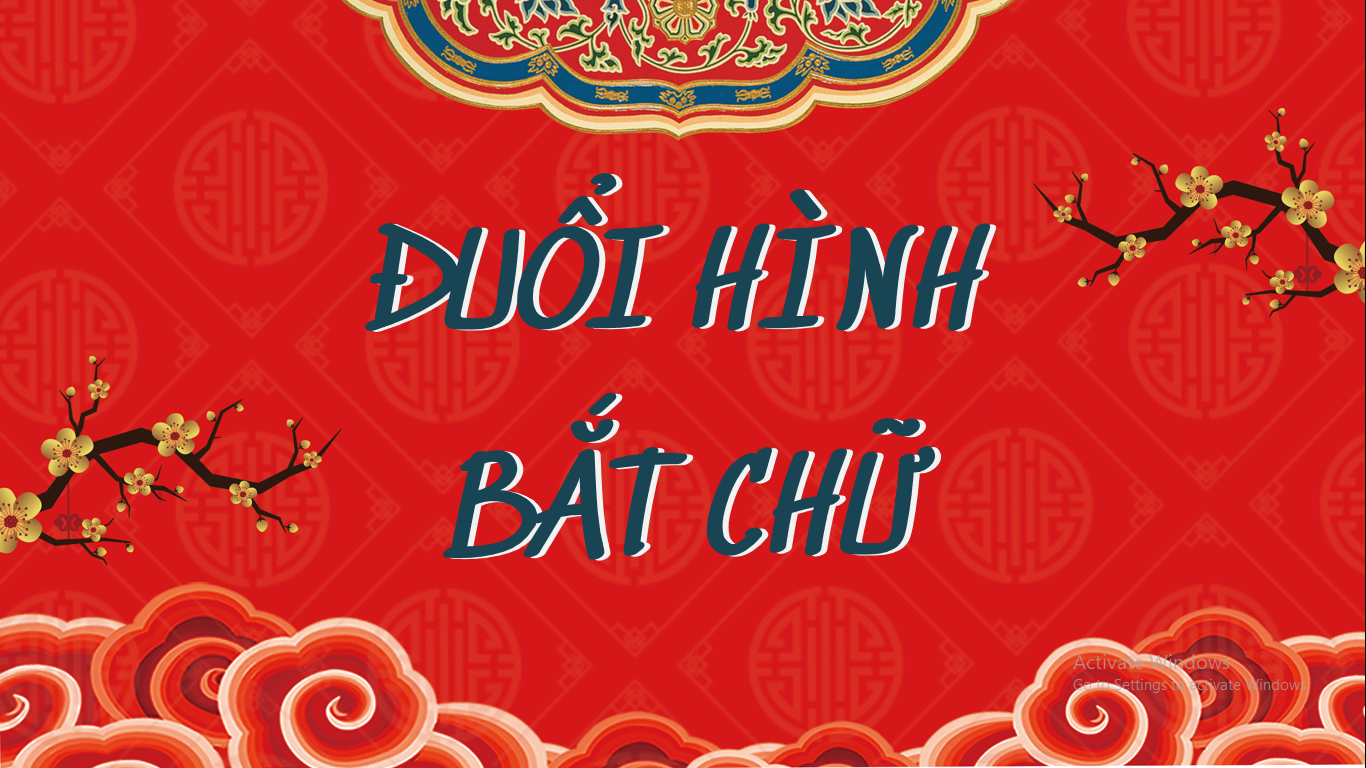 ĐUỔI HÌNH
BẮT CHỮ
Activate Windows
Go to Settings to activate Windows.